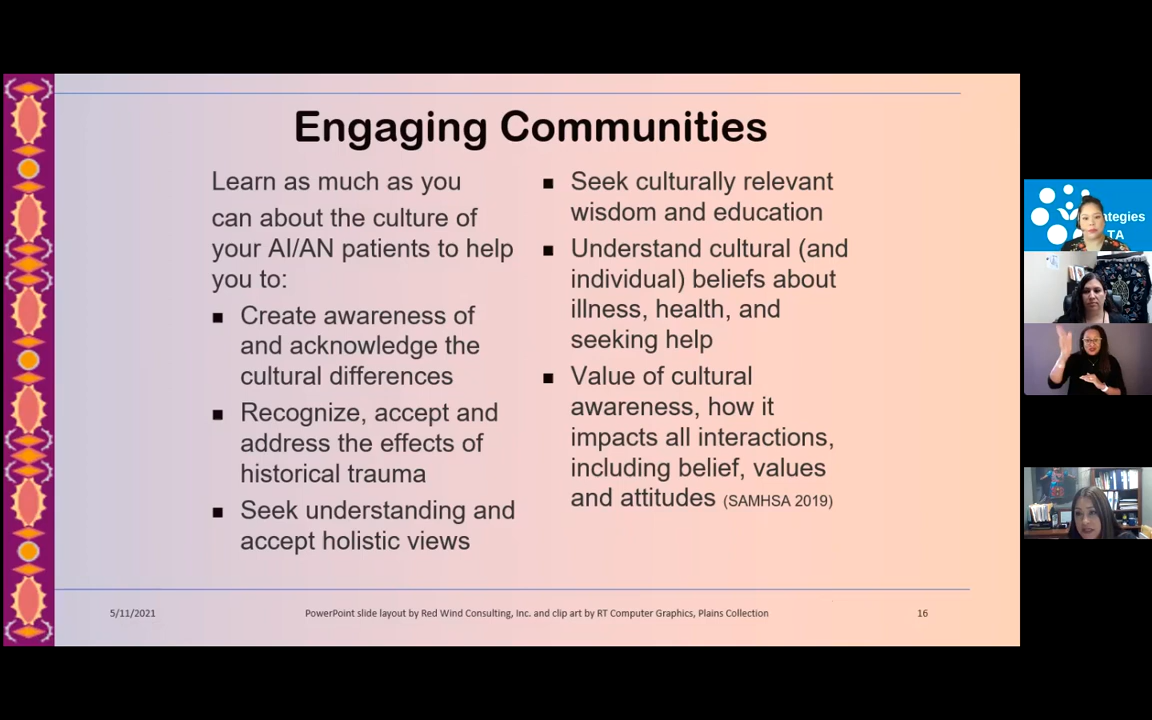 Engaging Communities
Learn as much as you
can about the culture of
your AI/AN patients to help
you to:
■ Create awareness of
and acknowledge the
cultural differences
■ Recognize, accept and
address the effects of
historical trauma
■ Seek understanding and
accept holistic views
■ Seek culturally relevant
wisdom and education
■ Understand cultural (and
individual) beliefs about
illness, health, and
seeking help
■ Value of cultural
awareness, how it
impacts all interactions,
including belief, values
and attitudes (SAMHSA 2019)
5/11/2021
PowerPoint slide layout by Red Wind Consulting, Inc. and clip art by RT Computer Graphics, Plains Collection
16
ategies
TA